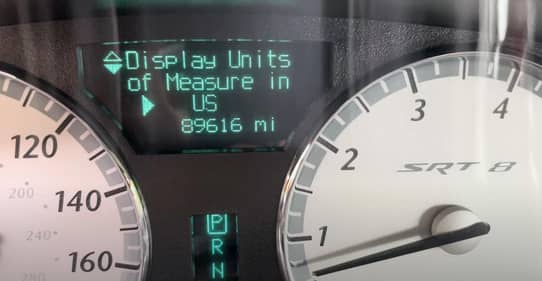 Display Units
of Measure in
US
89616 mi
120
200
140
240
160
280
P
R
N
1
2
3
4
SRT 8